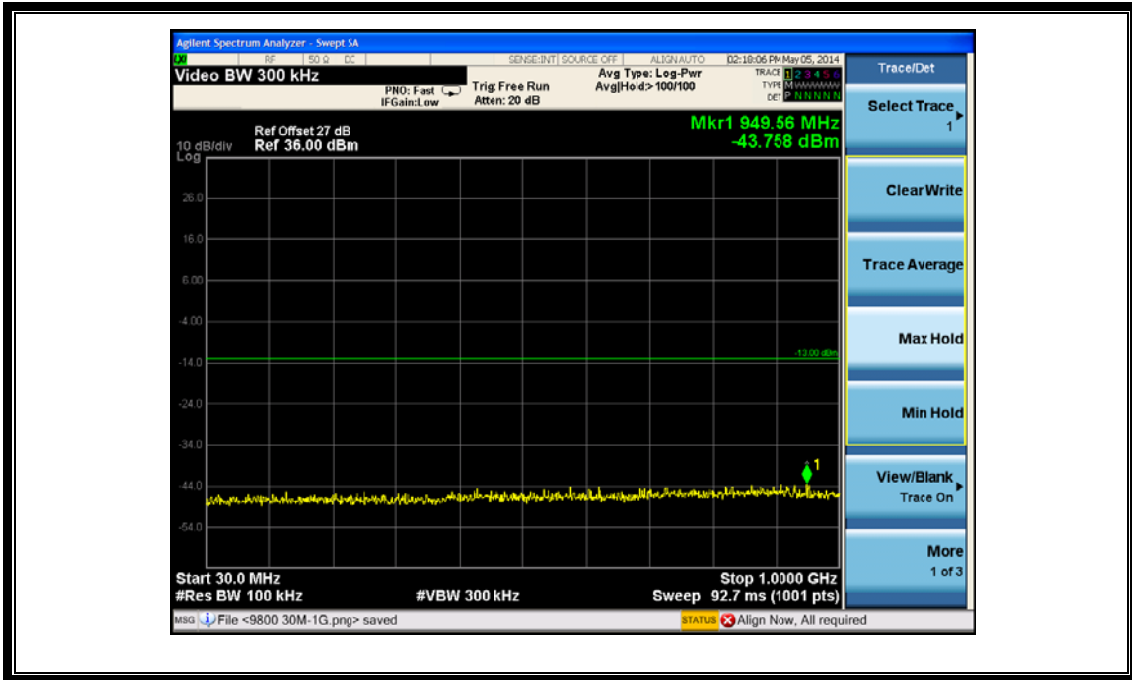 Agilent Spectrum Analyzer - Swept SA
LXI RF 50 Ω DC SENSE:INT SOURCE OFF ALIGN AUTO 02:18:06 PM May 05, 2014
Video BW 300 kHz
PNO: Fast
IFGain:Low
Trig: Free Run
Atten: 20 dB
Avg Type: Log-Pwr
Avg|Hold:> 100/100
TRACE 1 2 3 4 5 6
TYPE M W W W W W
DET P N N N N N
Ref Offset 27 dB
10 dB/div Ref 36.00 dBm
Log
Mkr1 949.56 MHz
-43.758 dBm
26.0
16.0
6.00
-4.00
-13.00 dBm
-14.0
-24.0
-34.0
1
-44.0
-54.0
Start 30.0 MHz
Stop 1.0000 GHz
#Res BW 100 kHz
#VBW 300 kHz
Sweep 92.7 ms (1001 pts)
MSG File <9800 30M-1G.png> saved
STATUS Align Now, All required
Trace/Det
Select Trace
1
Clear Write
Trace Average
Max Hold
Min Hold
View/Blank
Trace On
More
1 of 3